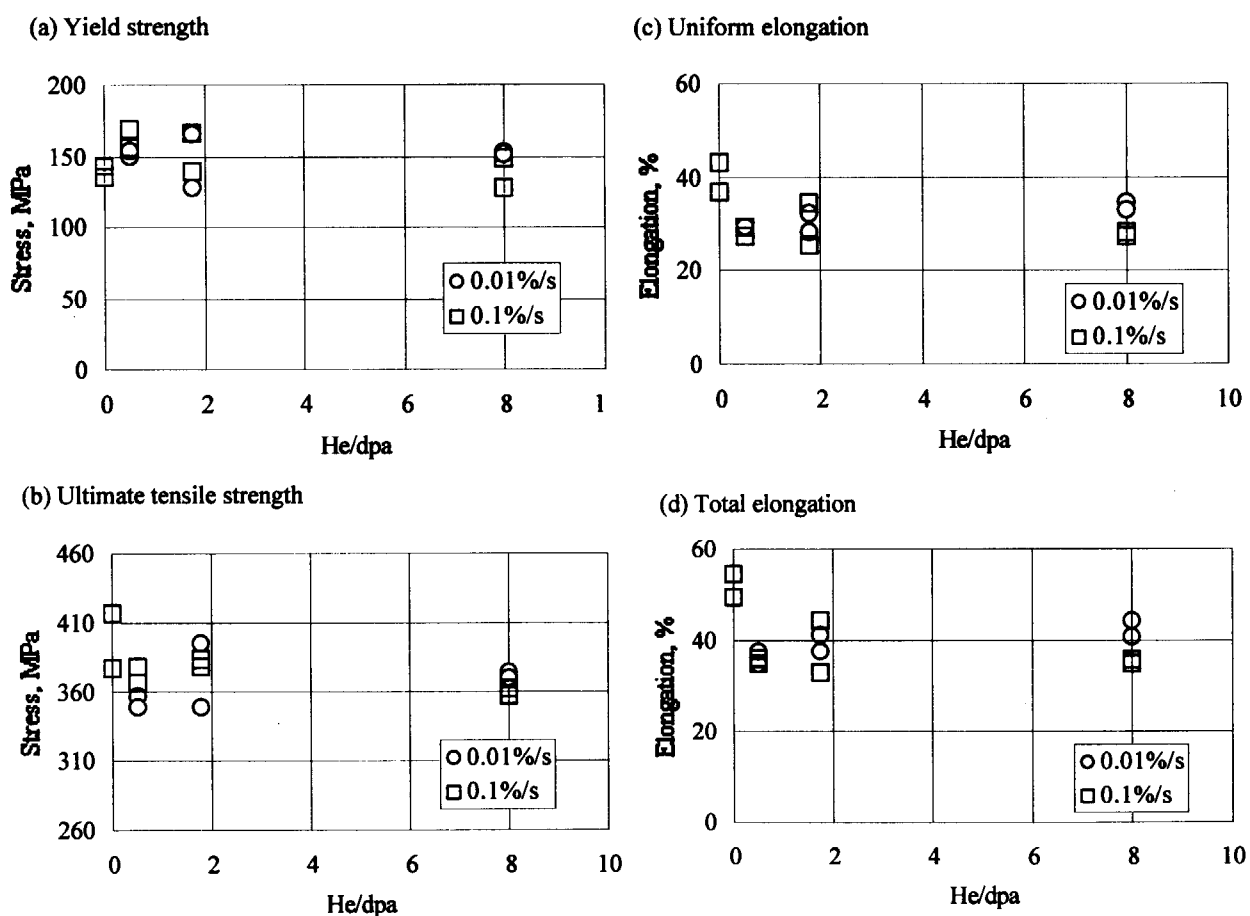 (a) Yield strength
200
150
100
50
0
Stress, MPa
0 2 4 6 8 1
He/dpa
0.01%/s
0.1%/s
(c) Uniform elongation
60
40
20
0
Elongation, %
0 2 4 6 8 10
He/dpa
0.01%/s
0.1%/s
(b) Ultimate tensile strength
460
410
360
310
260
Stress, MPa
0 2 4 6 8 10
He/dpa
0.01%/s
0.1%/s
(d) Total elongation
60
40
20
0
Elongation, %
0 2 4 6 8 10
He/dpa
0.01%/s
0.1%/s